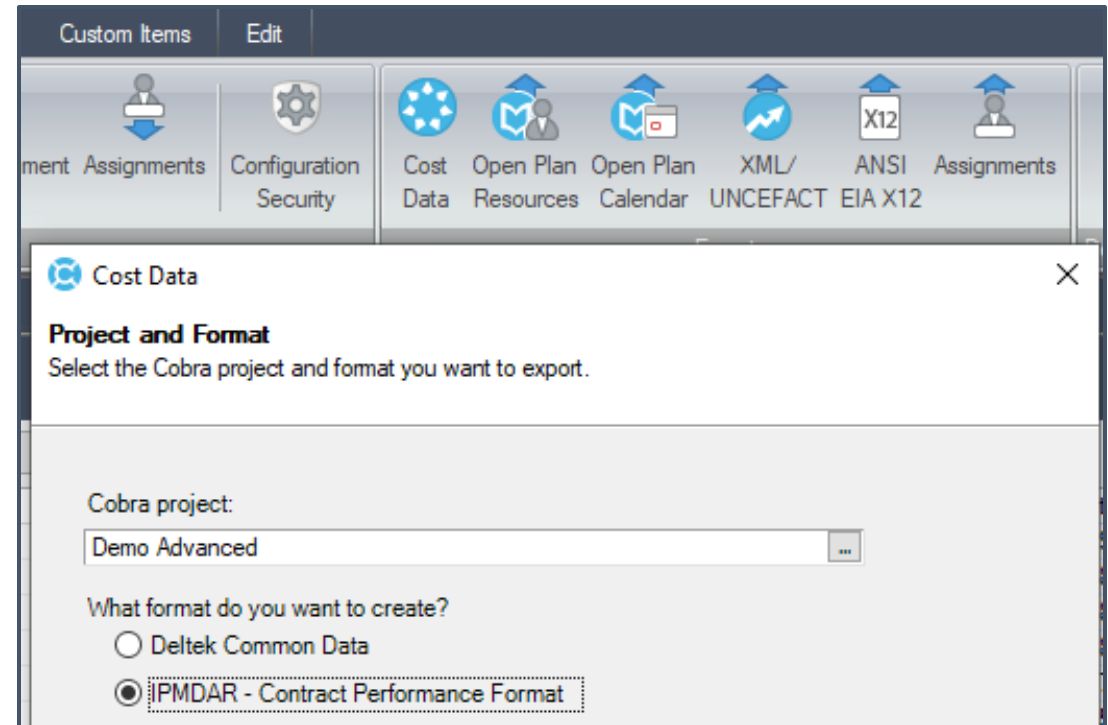 Custom Items Edit
X12
ment Assignments Configuration Cost Open Plan Open Plan XML/ ANSI Assignments
Security Data Resources Calendar UNCEFACT EIA X12
Cost Data
Project and Format
Select the Cobra project and format you want to export.
Cobra project:
Demo Advanced ...
What format do you want to create?
Deltek Common Data
IPMDAR - Contract Performance Format